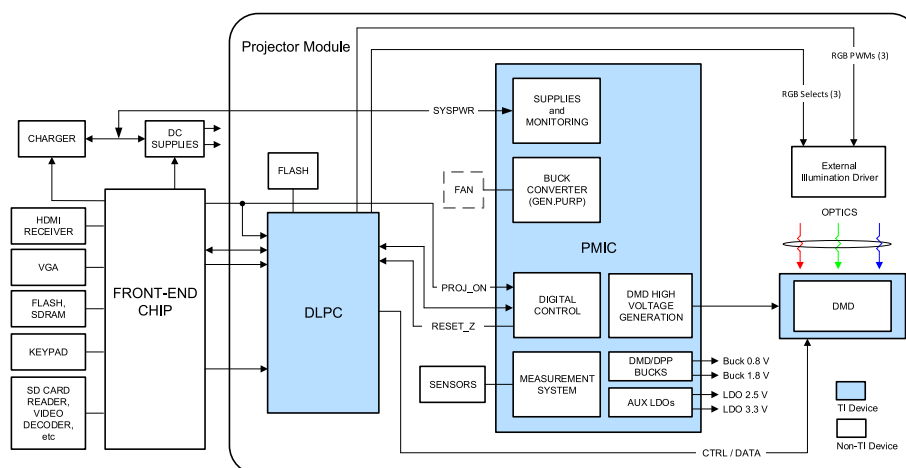 Projector Module
RGB PWMs (3)
RGB Selects (3)
SYSPWR
SUPPLIES
and
MONITORING
CHARGER
DC
SUPPLIES
FLASH
FAN
BUCK
CONVERTER
(GEN.PURP)
External
Illumination Driver
HDMI
RECEIVER
VGA
FLASH,
SDRAM
KEYPAD
SD CARD
READER,
VIDEO
DECODER,
etc
FRONT-END
CHIP
DLPC
PMIC
OPTICS
PROJ_ON
RESET_Z
DIGITAL
CONTROL
DMD HIGH
VOLTAGE
GENERATION
DMD
SENSORS
MEASUREMENT
SYSTEM
DMD/DPP
BUCKS
AUX LDOs
Buck 0.8 V
Buck 1.8 V
LDO 2.5 V
LDO 3.3 V
CTRL / DATA
TI Device
Non-TI Device